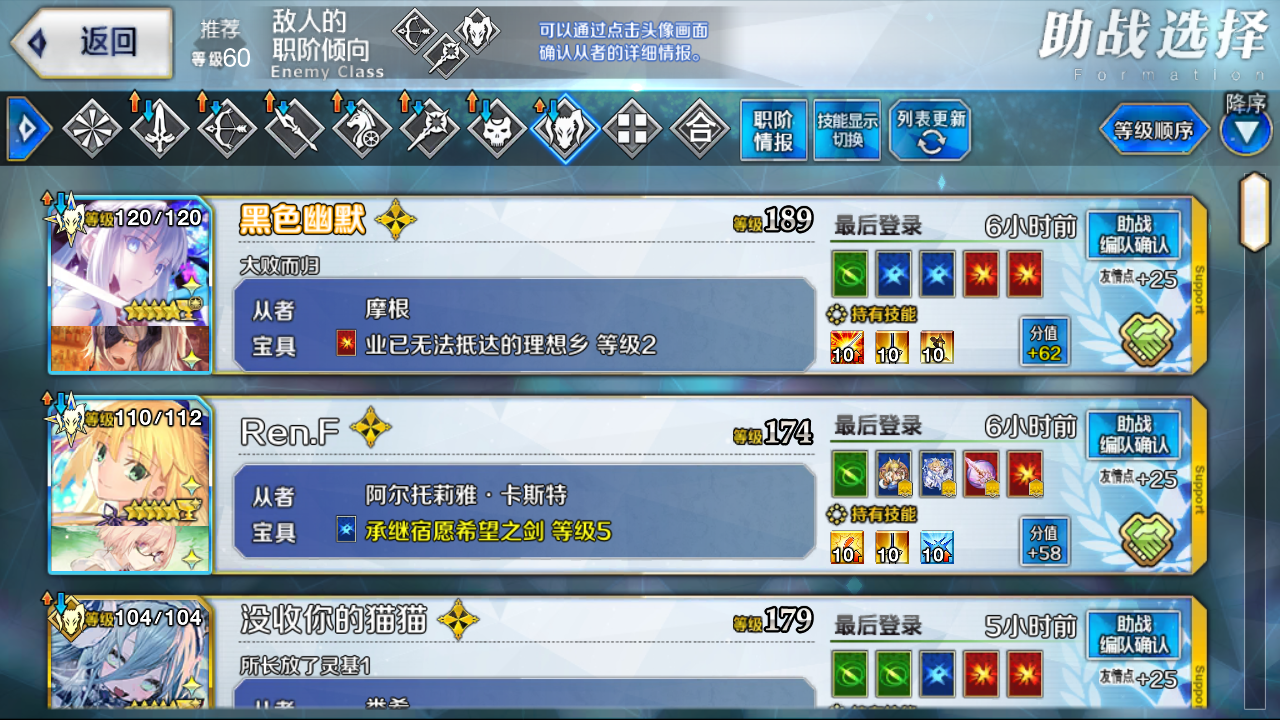 返回
推荐
等级60
敌人的
职阶倾向
Enemy Class
可以通过点击头像画面
确认从者的详细情报。
助战选择
Formation
合
职阶
情报
技能显示
切换
列表更新
等级顺序
降序
等级120/120
黑色幽默
等级189
大败而归
从者 摩根
宝具 业已无法抵达的理想乡 等级2
最后登录 6小时前
持有技能
10 10 10
分值
+62
助战
编队确认
友情点+25
Support
等级110/112
Ren.F
等级174
从者 阿尔托莉雅·卡斯特
宝具 承继宿愿希望之剑 等级5
最后登录 6小时前
持有技能
10 10 10
分值
+58
助战
编队确认
友情点+25
Support
等级104/104
没收你的猫猫
等级179
所长放了灵基1
从者
最后登录 5小时前
助战
编队确认
友情点+25